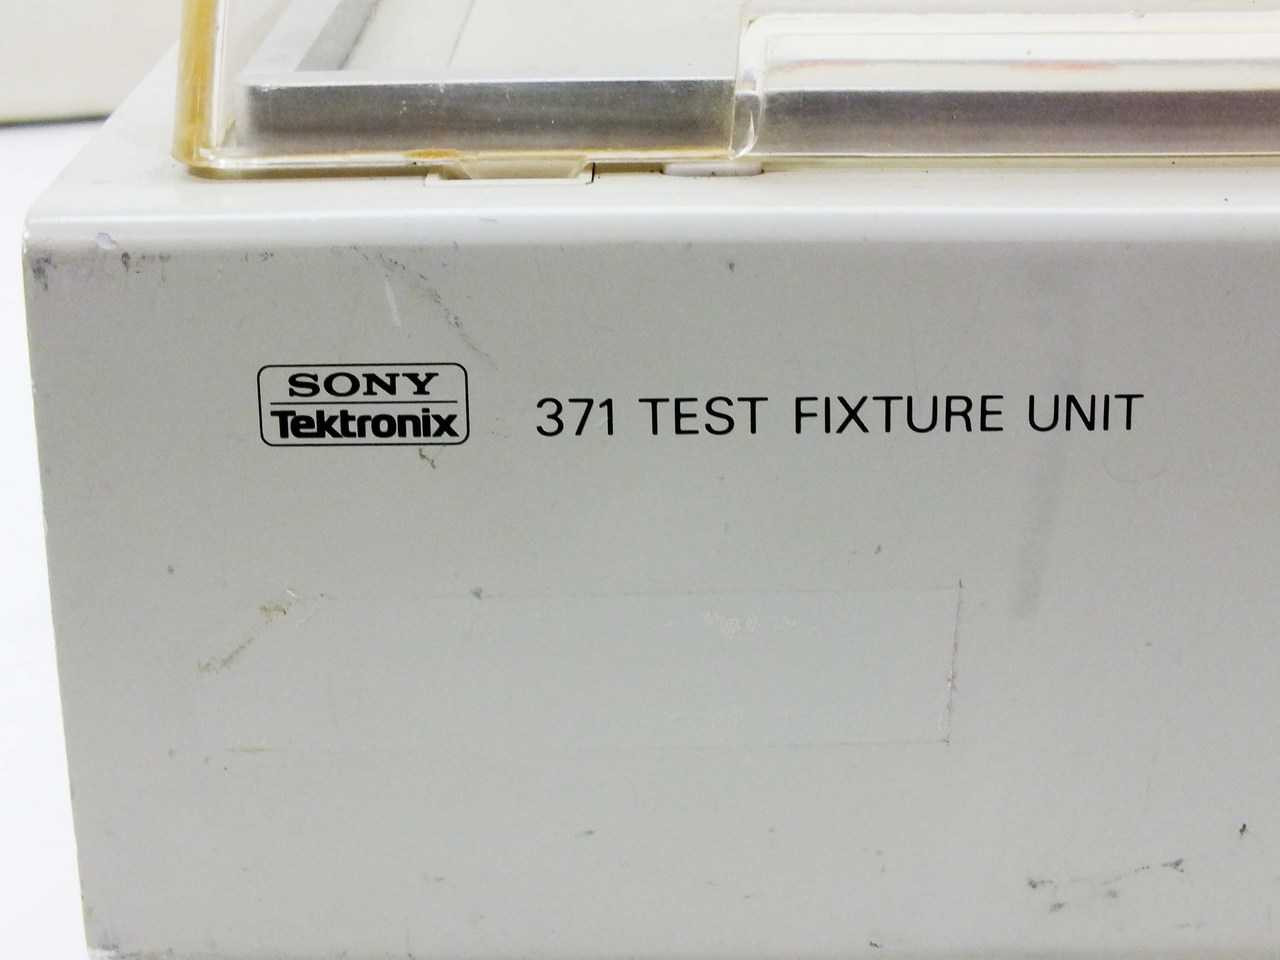 SONY
Tektronix
371 TEST FIXTURE UNIT